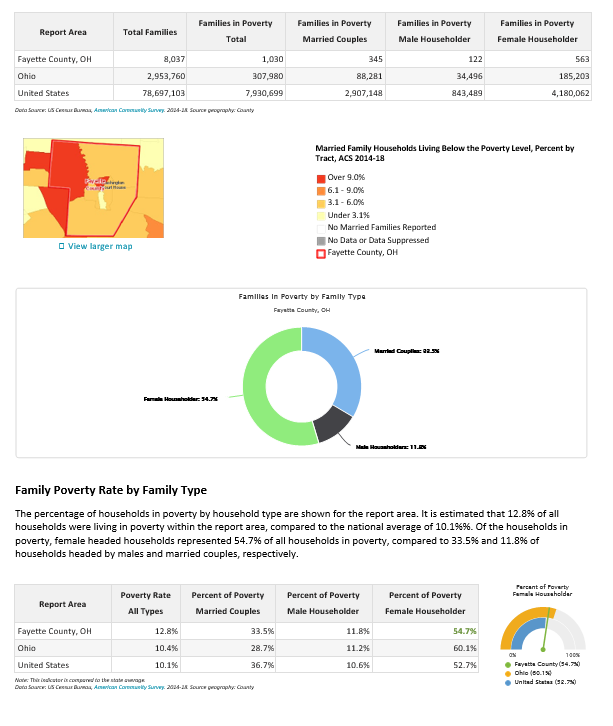 Report Area Total Families Families in Poverty Total Families in Poverty Married Couples Families in Poverty Male Householder Families in Poverty Female Householder
Fayette County, OH 8,037 1,030 345 122 563
Ohio 2,953,760 307,980 88,281 34,496 185,203
United States 78,697,103 7,930,699 2,907,148 843,489 4,180,062
Data Source: US Census Bureau, American Community Survey. 2014-18. Source geography: County
View larger map
Married Family Households Living Below the Poverty Level, Percent by
Tract, ACS 2014-18
Over 9.0%
6.1 - 9.0%
3.1 - 6.0%
Under 3.1%
No Married Families Reported
No Data or Data Suppressed
Fayette County, OH
Families in Poverty by Family Type
Fayette County, OH
Married Couples: 33.5%
Female Householder: 54.7%
Male Householders: 11.8%
Family Poverty Rate by Family Type
The percentage of households in poverty by household type are shown for the report area. It is estimated that 12.8% of all
households were living in poverty within the report area, compared to the national average of 10.1%%. Of the households in
poverty, female headed households represented 54.7% of all households in poverty, compared to 33.5% and 11.8% of
households headed by males and married couples, respectively.
Report Area Poverty Rate All Types Percent of Poverty Married Couples Percent of Poverty Male Householder Percent of Poverty Female Householder
Fayette County, OH 12.8% 33.5% 11.8% 54.7%
Ohio 10.4% 28.7% 11.2% 60.1%
United States 10.1% 36.7% 10.6% 52.7%
Note: This indicator is compared to the state average.
Data Source: US Census Bureau, American Community Survey. 2014-18. Source geography: County
Percent of Poverty
Female Householder
0% 100%
Fayette County (54.7%)
Ohio (60.1%)
United States (52.7%)